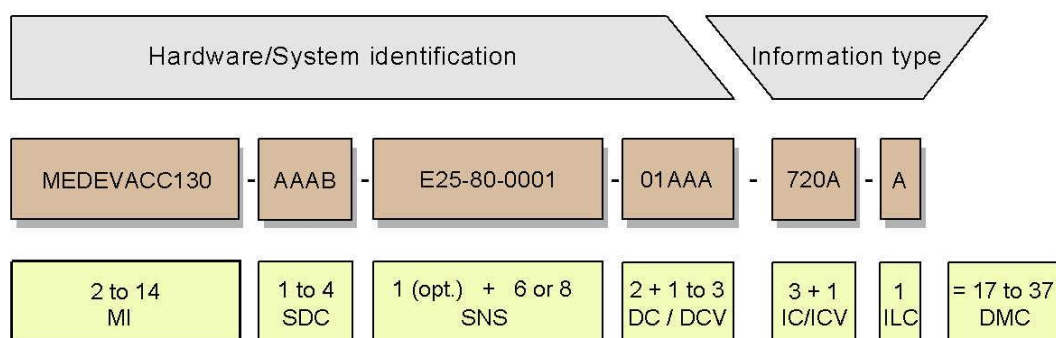 Hardware/System identification Information type
MEDEVACC130 - AAAB - E25-80-0001 - 01AAA - 720A - A
2 to 14 1 to 4 1 (opt.) + 6 or 8 2 + 1 to 3 3 + 1 1 = 17 to 37
MI SDC SNS DC / DCV IC/ICV ILC DMC